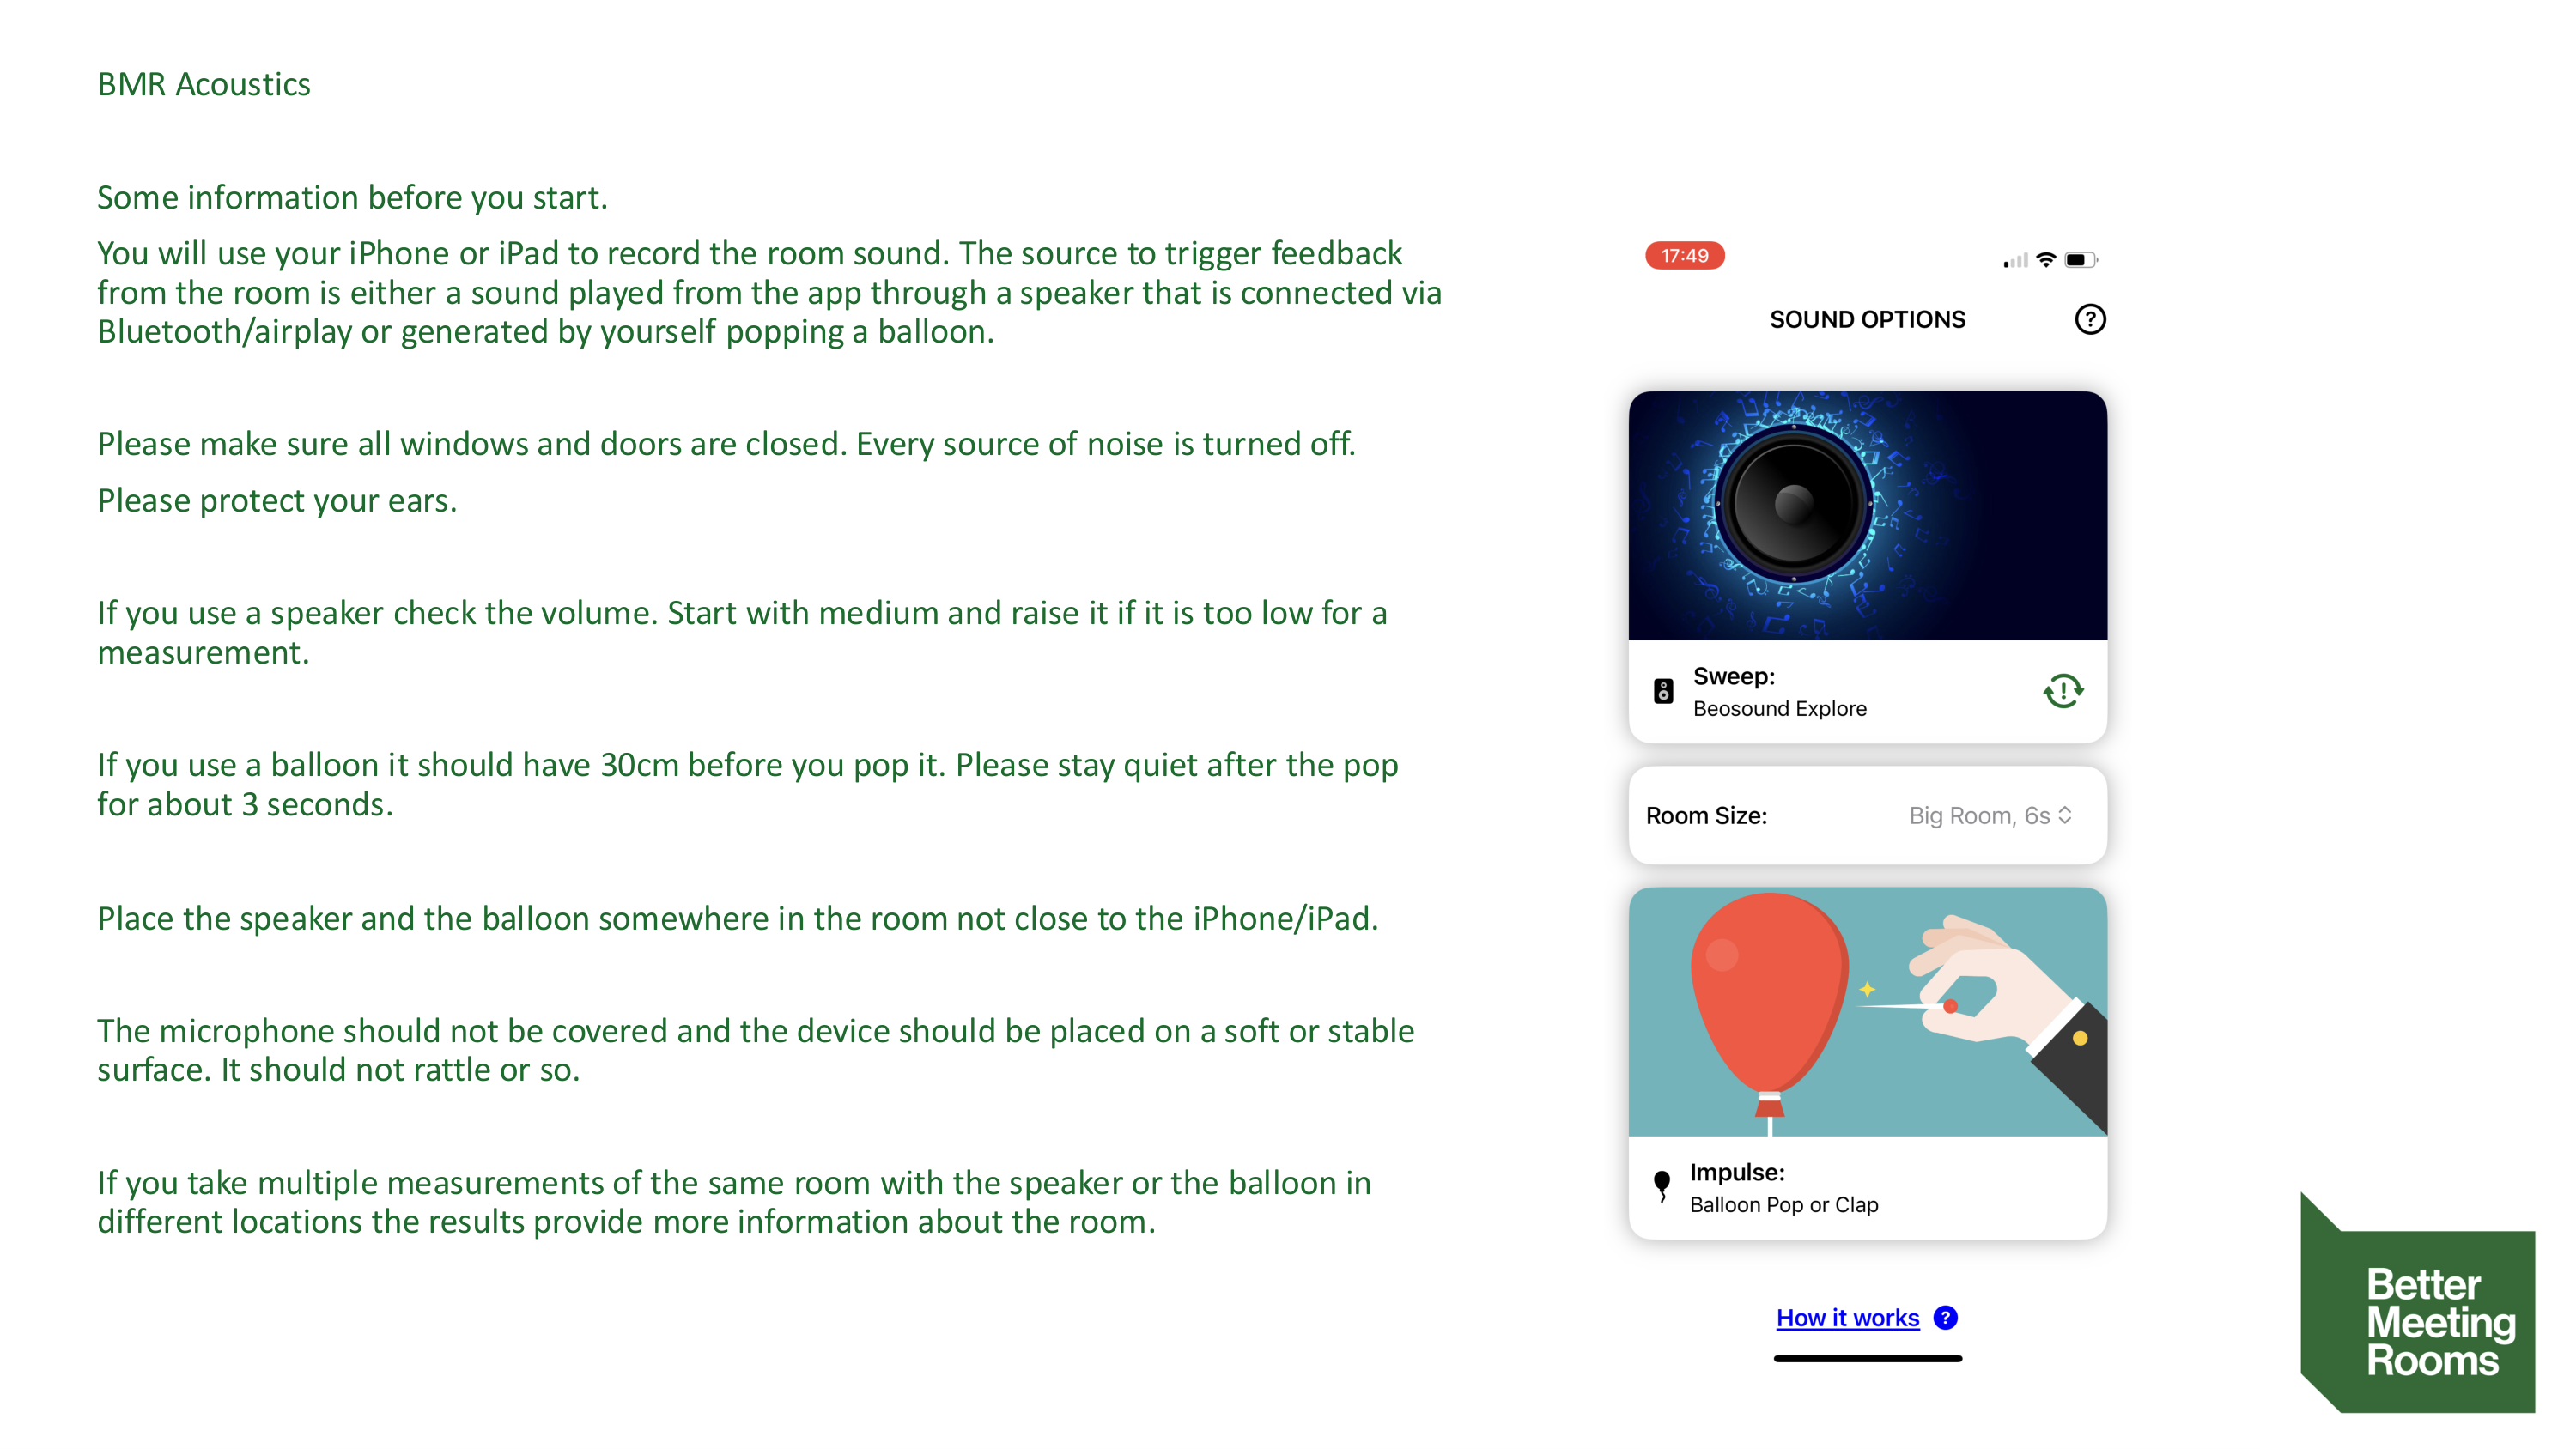 BMR Acoustics
Some information before you start.
You will use your iPhone or iPad to record the room sound. The source to trigger feedback
from the room is either a sound played from the app through a speaker that is connected via
Bluetooth/airplay or generated by yourself popping a balloon.
Please make sure all windows and doors are closed. Every source of noise is turned off.
Please protect your ears.
If you use a speaker check the volume. Start with medium and raise it if it is too low for a
measurement.
If you use a balloon it should have 30cm before you pop it. Please stay quiet after the pop
for about 3 seconds.
Place the speaker and the balloon somewhere in the room not close to the iPhone/iPad.
The microphone should not be covered and the device should be placed on a soft or stable
surface. It should not rattle or so.
If you take multiple measurements of the same room with the speaker or the balloon in
different locations the results provide more information about the room.
17:49
SOUND OPTIONS
Sweep:
Beosound Explore
Room Size: Big Room, 6s
Impulse:
Balloon Pop or Clap
How it works
Better
Meeting
Rooms